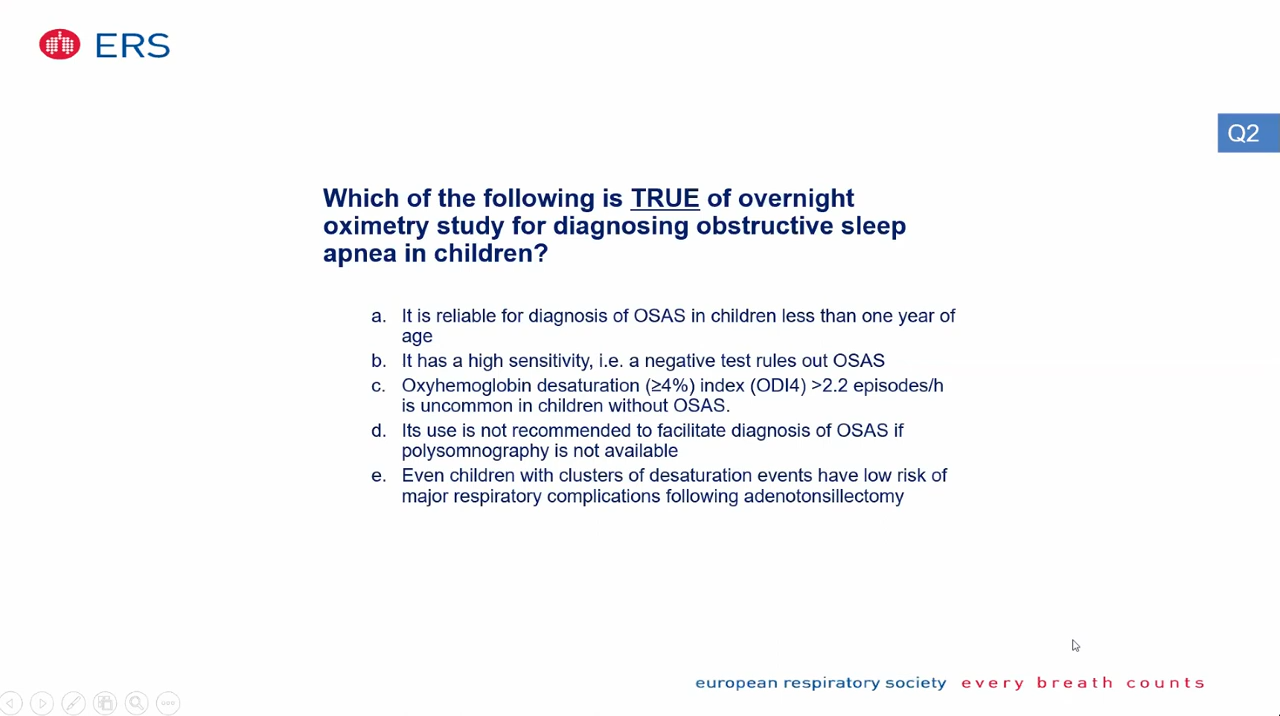 ERS
Q2
Which of the following is TRUE of overnight
oximetry study for diagnosing obstructive sleep
apnea in children?
a. It is reliable for diagnosis of OSAS in children less than one year of
age
b. It has a high sensitivity, i.e. a negative test rules out OSAS
c. Oxyhemoglobin desaturation (≥4%) index (ODI4) >2.2 episodes/h
is uncommon in children without OSAS.
d. Its use is not recommended to facilitate diagnosis of OSAS if
polysomnography is not available
e. Even children with clusters of desaturation events have low risk of
major respiratory complications following adenotonsillectomy
european respiratory society every breath counts